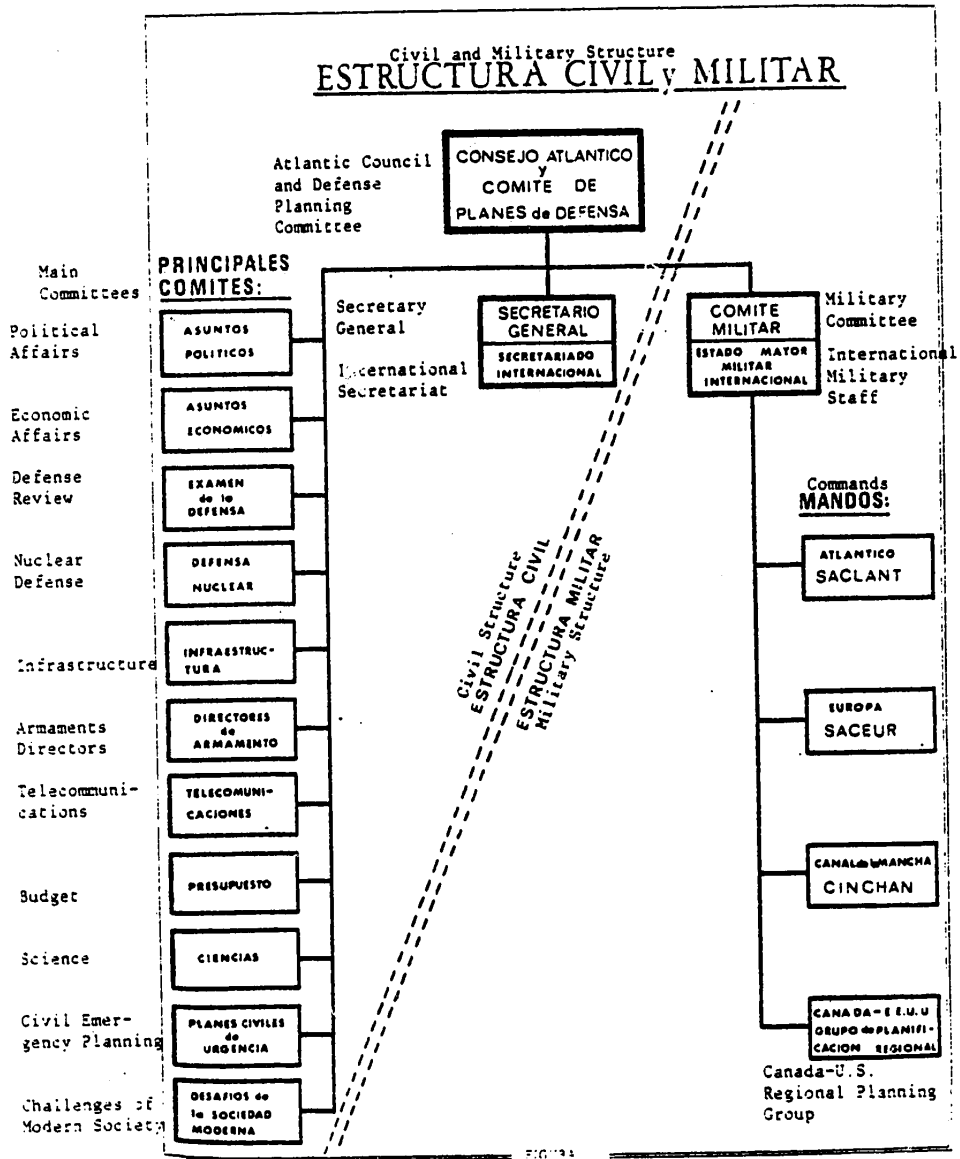 Civil and Military Structure
ESTRUCTURA CIVIL y MILITAR
Atlantic Council
and Defense
Planning
Committee
CONSEJO ATLANTICO
y
COMITE DE
PLANES de DEFENSA
Main
Committees
PRINCIPALES
COMITES:
Secretary
General
International
Secretariat
SECRETARIO
GENERAL
SECRETARIADO
INTERNACIONAL
COMITE
MILITAR
ESTADO MAYOR
MILITAR
INTERNACIONAL
Military
Committee
International
Military
Staff
Political
Affairs
ASUNTOS
POLITICOS
Economic
Affairs
ASUNTOS
ECONOMICOS
Defense
Review
EXAMEN
de la
DEFENSA
Nuclear
Defense
DEFENSA
NUCLEAR
Infrastructure
INFRAESTRUC-
TURA
Armaments
Directors
DIRECTORES
de
ARMAMENTO
Telecommuni-
cations
TELECOMUNI-
CACIONES
Budget
PRESUPUESTO
Science
CIENCIAS
Civil Emer-
gency Planning
PLANES CIVILES
de
URGENCIA
Challenges of
Modern Society
DESAFIOS de
la SOCIEDAD
MODERNA
Civil Structure
ESTRUCTURA CIVIL
ESTRUCTURA MILITAR
Military Structure
Commands
MANDOS:
ATLANTICO
SACLANT
EUROPA
SACEUR
CANAL de la MANCHA
CINCHAN
CANADA-E E.U.U
GRUPO de PLANIFI-
CACION REGIONAL
Canada-U.S.
Regional Planning
Group